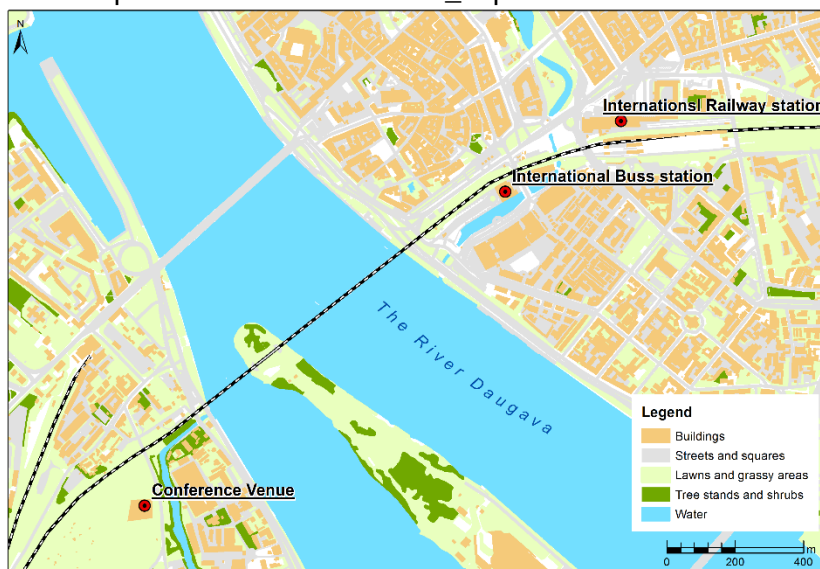 N
Internationsl Railway station
International Buss station
The River Daugava
Conference Venue
Legend
Buildings
Streets and squares
Lawns and grassy areas
Tree stands and shrubs
Water
0 200 400 m